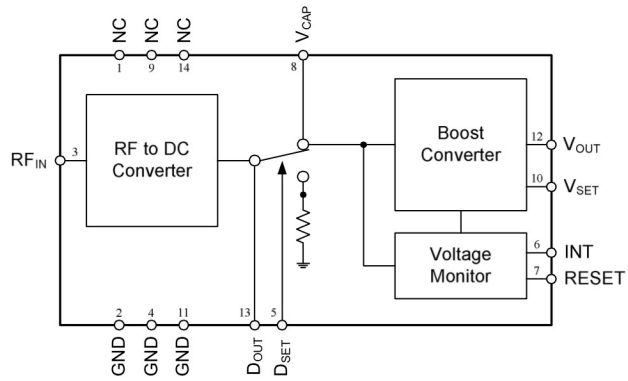 NC
NC
NC
VCAP
1
9
14
8
RFIN
3
RF to DC
Converter
Boost
Converter
12
VOUT
10
VSET
Voltage
Monitor
6
INT
7
RESET
2
4
11
13
5
GND
GND
GND
DOUT
DSET